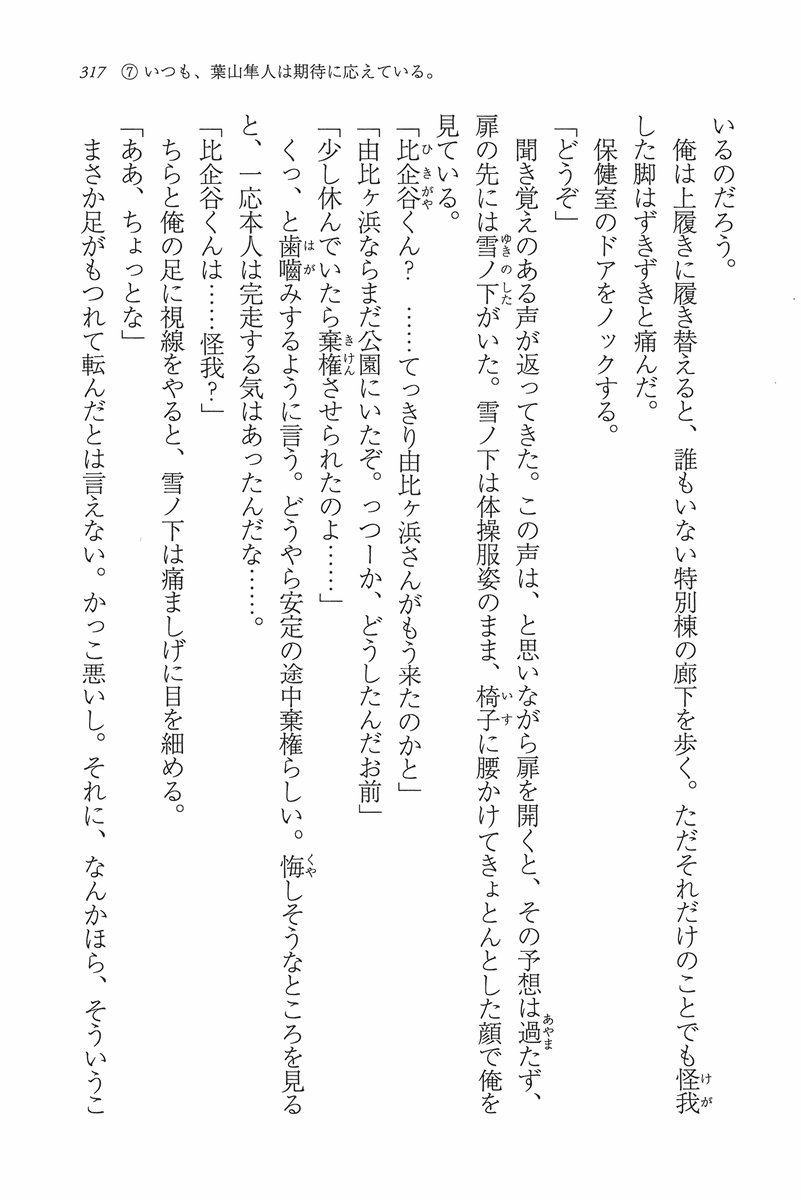 317 ⑦ いつも、葉山隼人は期待に応えている。
いるのだろう。
　俺は上履きに履き替えると、誰もいない特別棟の廊下を歩く。ただそれだけのことでも怪我
した脚はずきずきと痛んだ。
　保健室のドアをノックする。
「どうぞ」
　聞き覚えのある声が返ってきた。この声は、と思いながら扉を開くと、その予想は過たず、
扉の先には雪ノ下がいた。雪ノ下は体操服姿のまま、椅子に腰かけてきょとんとした顔で俺を
見ている。
「比企谷くん？　……てっきり由比ヶ浜さんがもう来たのかと」
「由比ヶ浜ならまだ公園にいたぞ。っつーか、どうしたんだお前」
「少し休んでいたら棄権させられたのよ……」
　くっ、と歯嚙みするように言う。どうやら安定の途中棄権らしい。悔しそうなところを見る
と、一応本人は完走する気はあったんだな……。
「比企谷くんは……怪我？」
　ちらと俺の足に視線をやると、雪ノ下は痛ましげに目を細める。
「ああ、ちょっとな」
　まさか足がもつれて転んだとは言えない。かっこ悪いし。それに、なんかほら、そういうこ